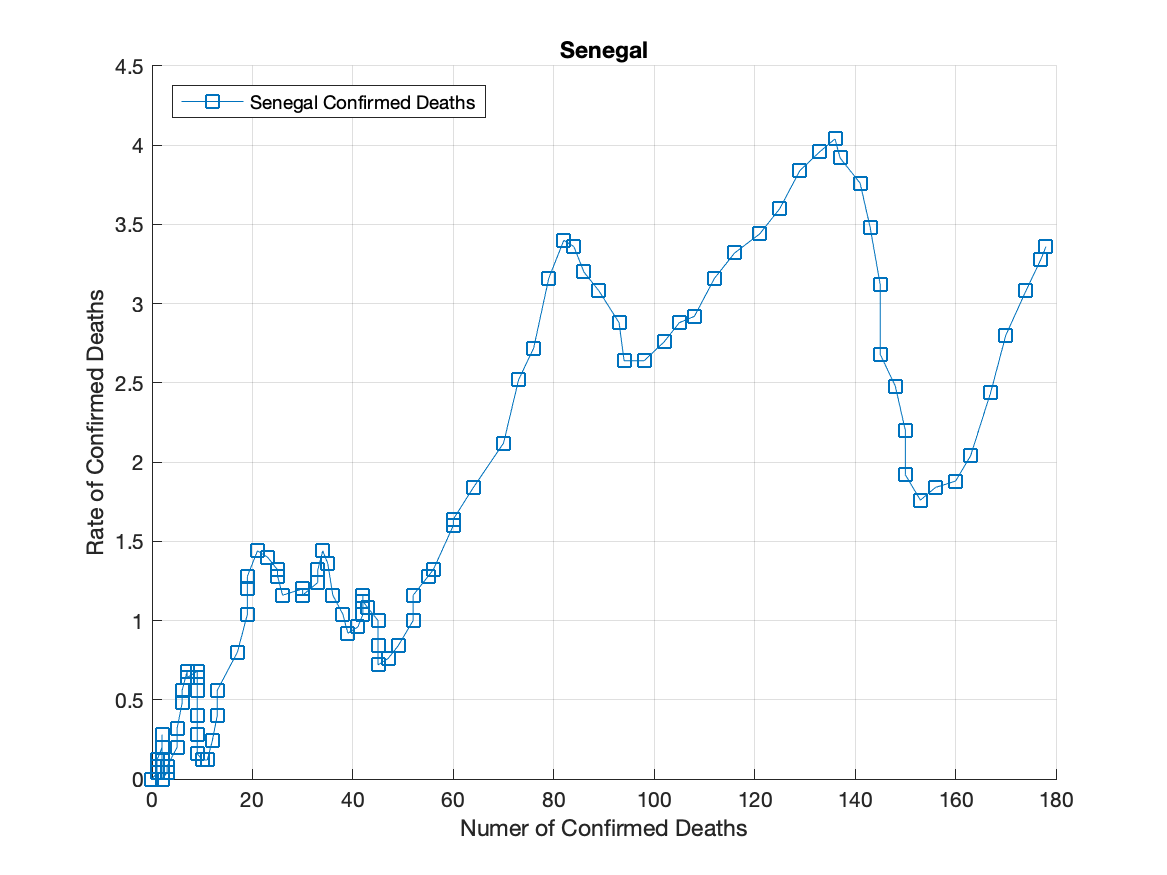 Senegal
Senegal Confirmed Deaths
4.5
4
3.5
3
2.5
2
1.5
1
0.5
0
Rate of Confirmed Deaths
0 20 40 60 80 100 120 140 160 180
Numer of Confirmed Deaths